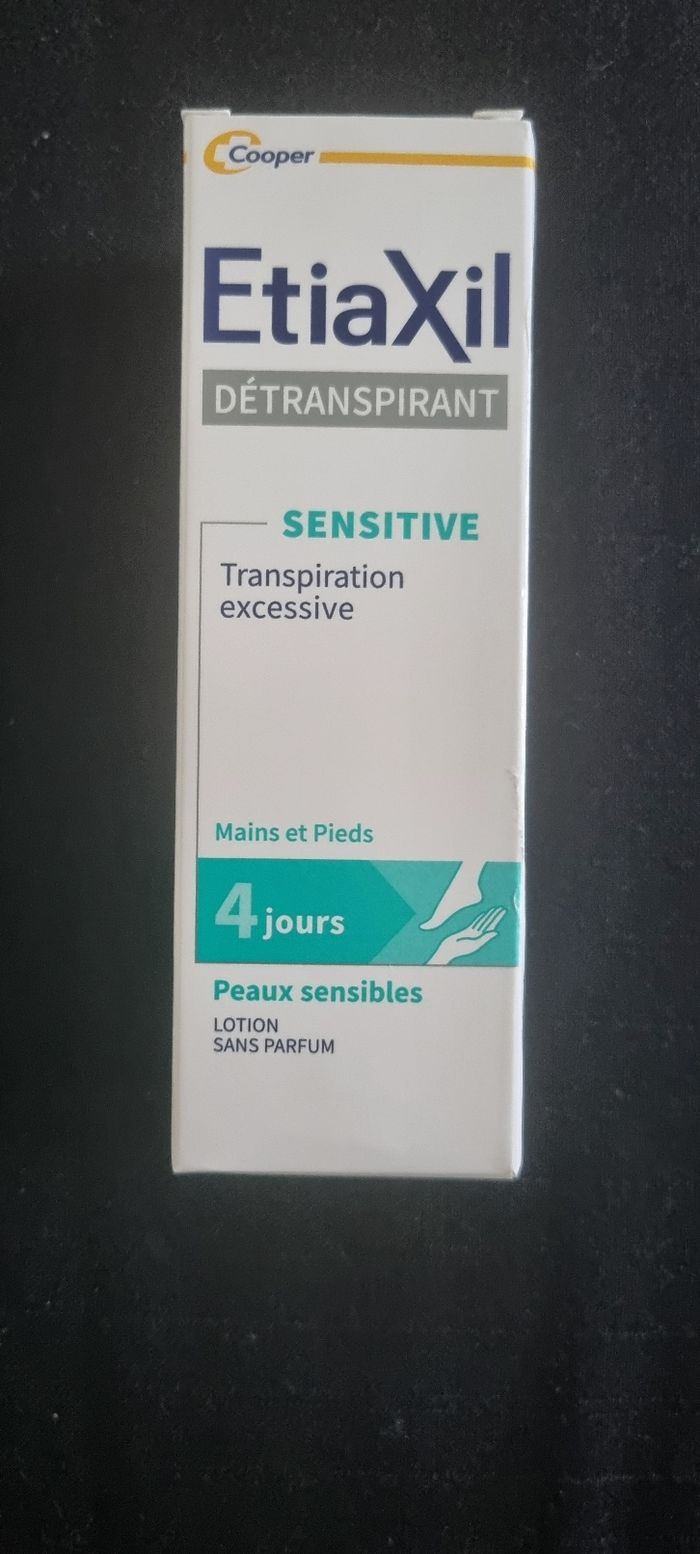 Cooper
EtiaXil
DÉTRANSPIRANT
SENSITIVE
Transpiration
excessive
Mains et Pieds
4 jours
Peaux sensibles
LOTION
SANS PARFUM